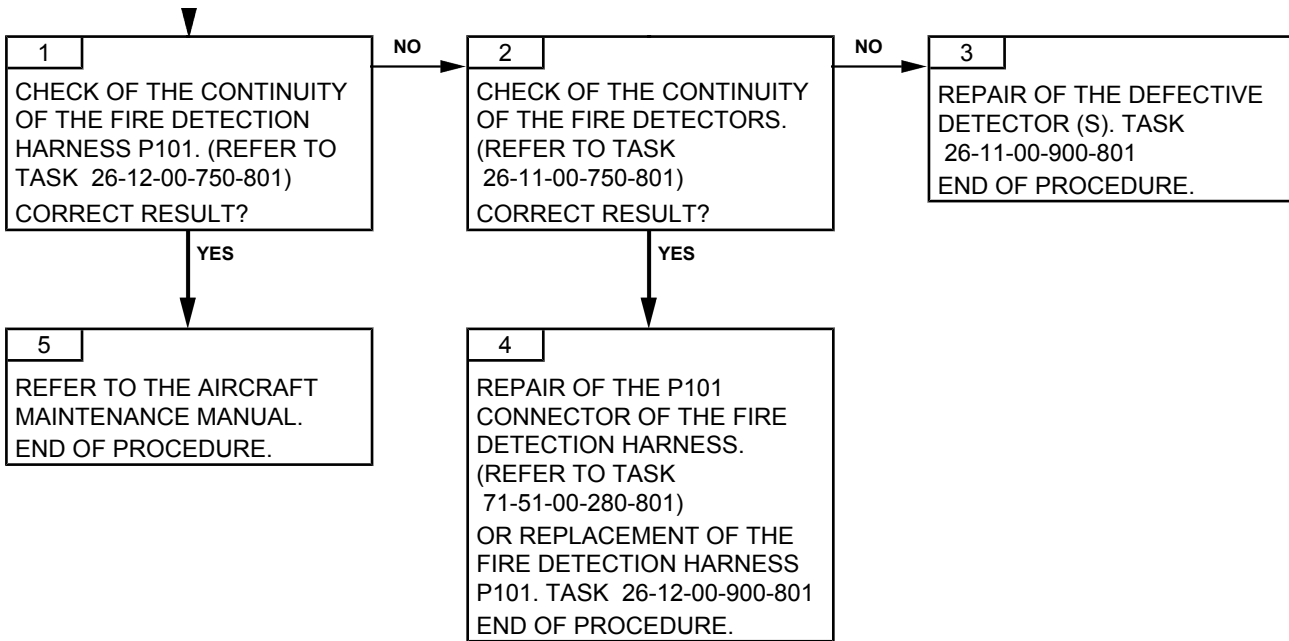 1
CHECK OF THE CONTINUITY
OF THE FIRE DETECTION
HARNESS P101. (REFER TO
TASK 26-12-00-750-801)
CORRECT RESULT?
NO
2
CHECK OF THE CONTINUITY
OF THE FIRE DETECTORS.
(REFER TO TASK
26-11-00-750-801)
CORRECT RESULT?
NO
3
REPAIR OF THE DEFECTIVE
DETECTOR (S). TASK
26-11-00-900-801
END OF PROCEDURE.
YES
YES
5
REFER TO THE AIRCRAFT
MAINTENANCE MANUAL.
END OF PROCEDURE.
4
REPAIR OF THE P101
CONNECTOR OF THE FIRE
DETECTION HARNESS.
(REFER TO TASK
71-51-00-280-801)
OR REPLACEMENT OF THE
FIRE DETECTION HARNESS
P101. TASK 26-12-00-900-801
END OF PROCEDURE.